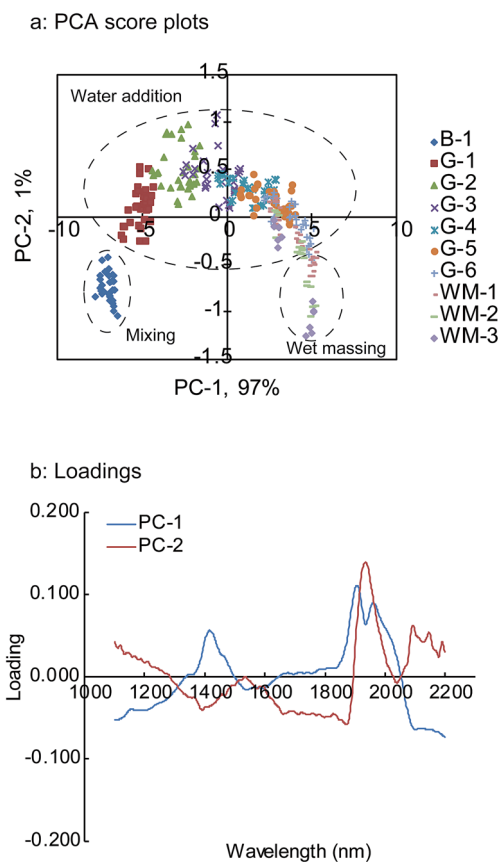 a: PCA score plots
1.5
Water addition
1
0.5
-10
-5
0
0
5
10
-0.5
-1
-1.5
Mixing
Wet massing
PC-2, 1%
PC-1, 97%
B-1
G-1
G-2
G-3
G-4
G-5
G-6
WM-1
WM-2
WM-3
b: Loadings
0.200
0.100
0.000
-0.100
-0.200
PC-1
PC-2
Loading
1000
1200
1400
1600
1800
2000
2200
Wavelength (nm)